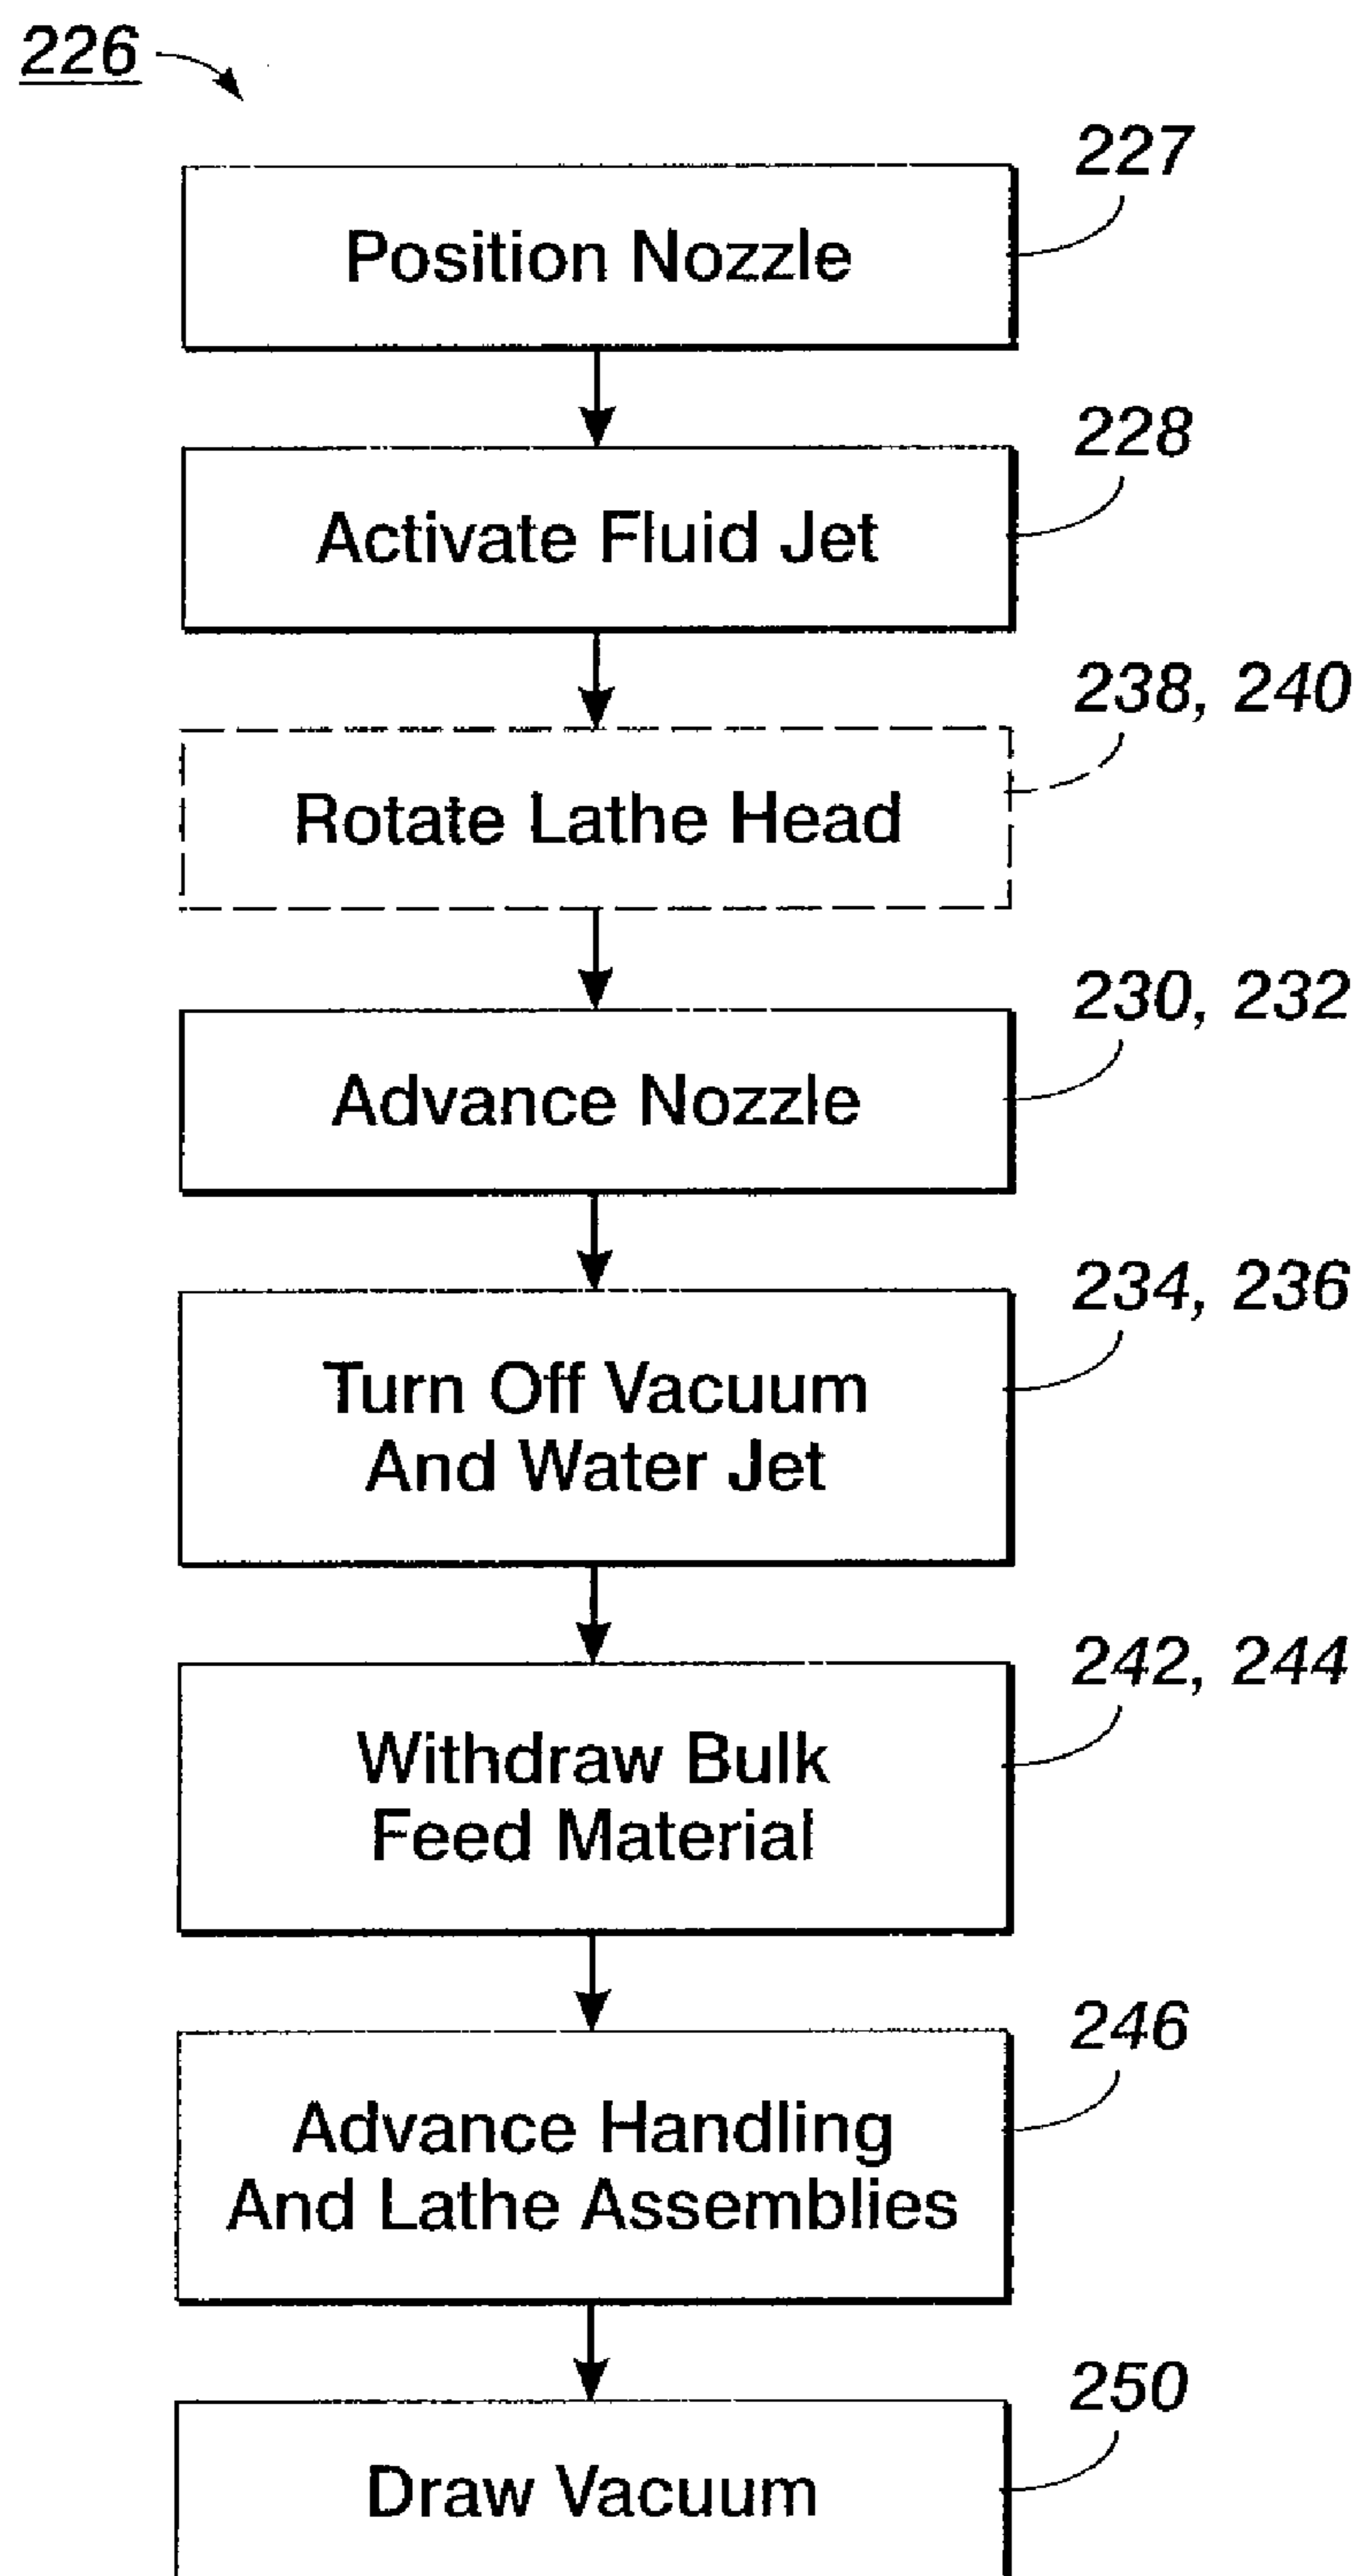 226
227
Position Nozzle
228
Activate Fluid Jet
238, 240
Rotate Lathe Head
230, 232
Advance Nozzle
234, 236
Turn Off Vacuum
And Water Jet
242, 244
Withdraw Bulk
Feed Material
246
Advance Handling
And Lathe Assemblies
250
Draw Vacuum